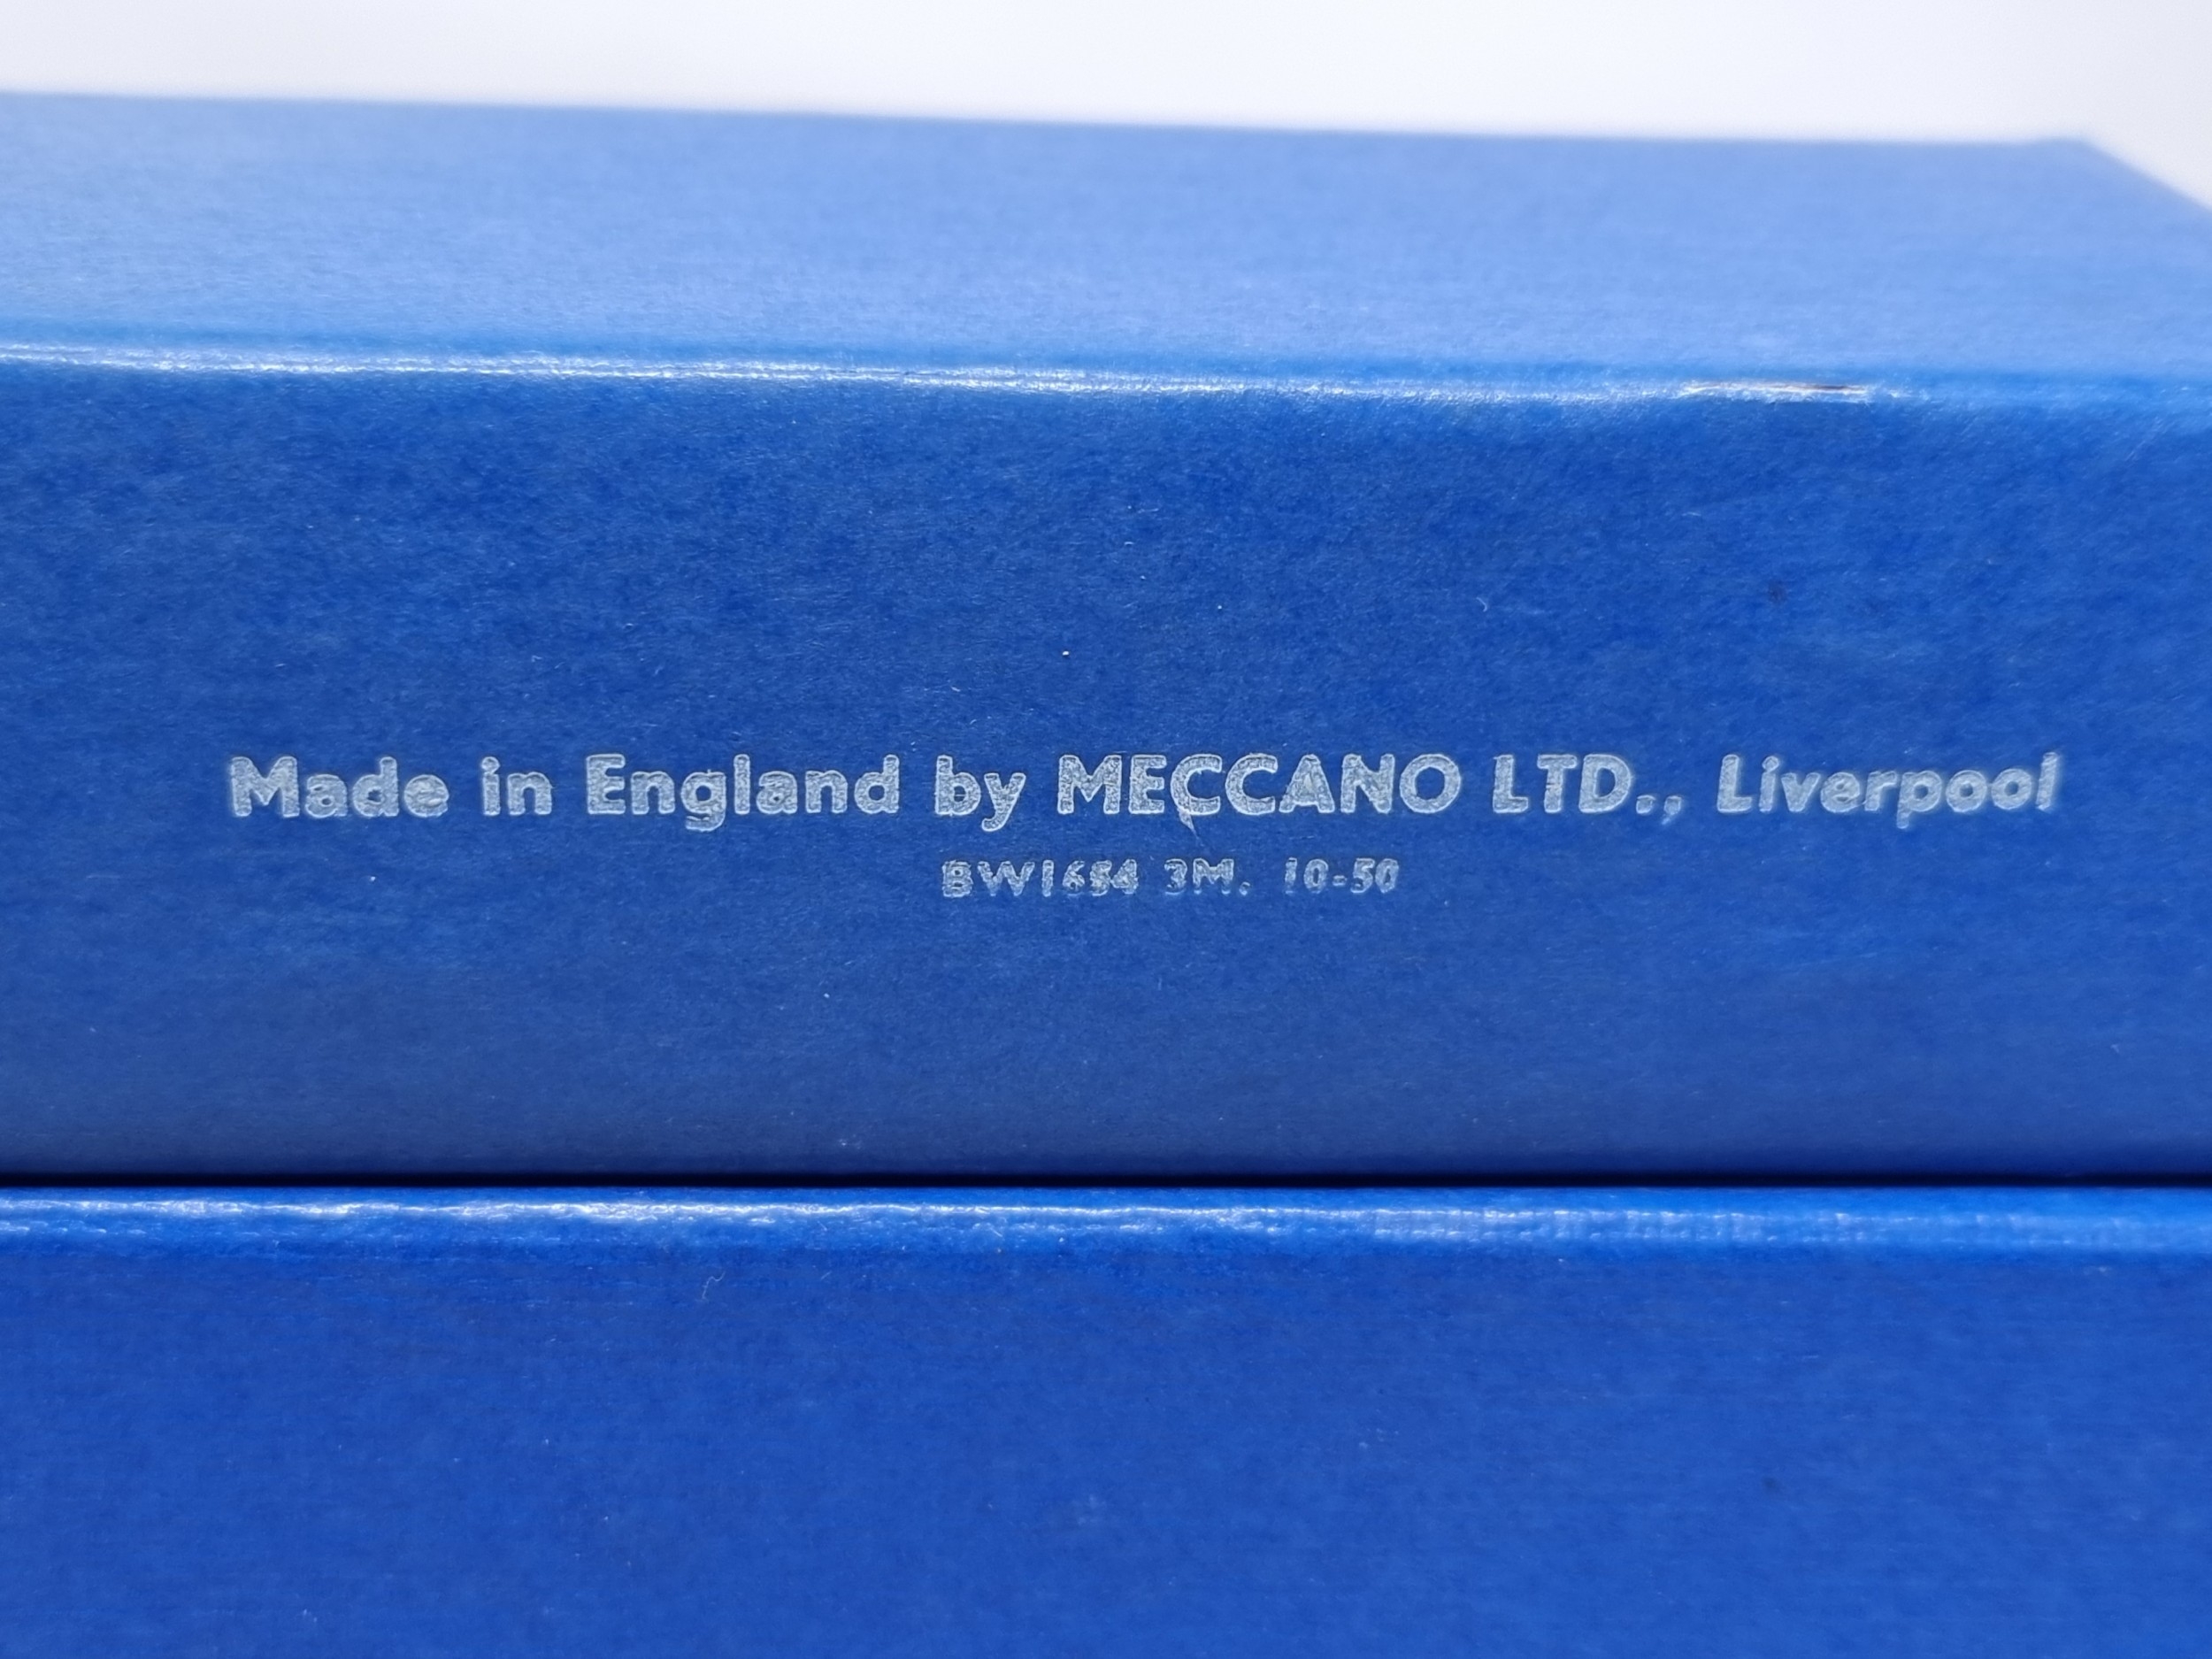 Made in England by MECCANO LTD., Liverpool
BW1654 3M. 10-50